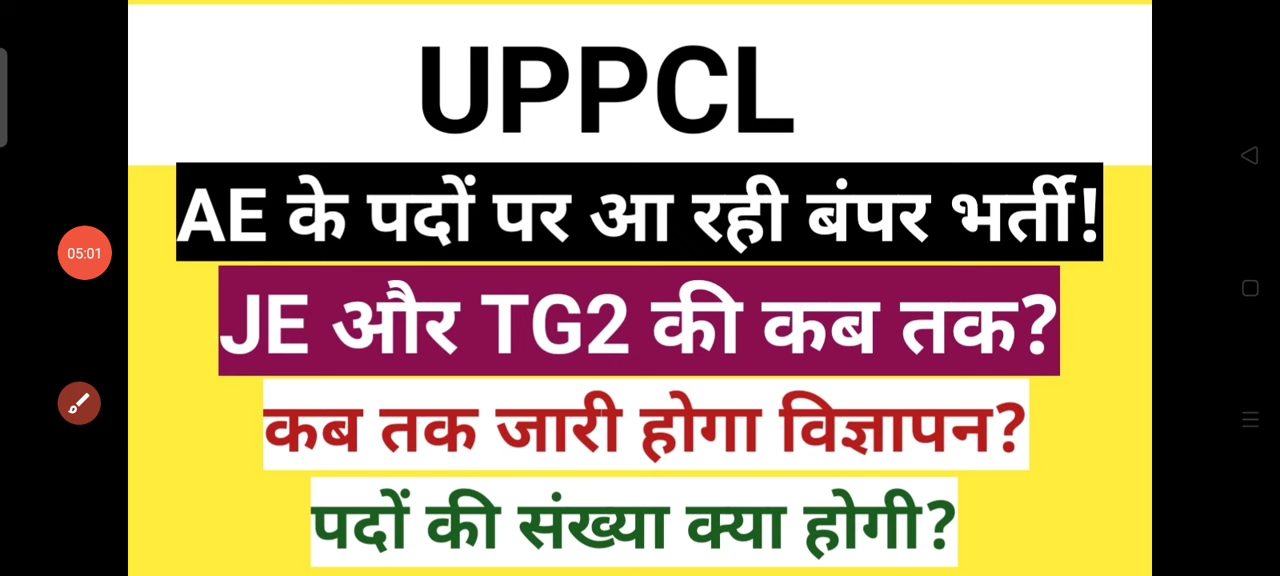 UPPCL
AE के पदों पर आ रही बंपर भर्ती!
JE और TG2 की कब तक?
05:01
कब तक जारी होगा विज्ञापन?
पदों की संख्या क्या होगी?